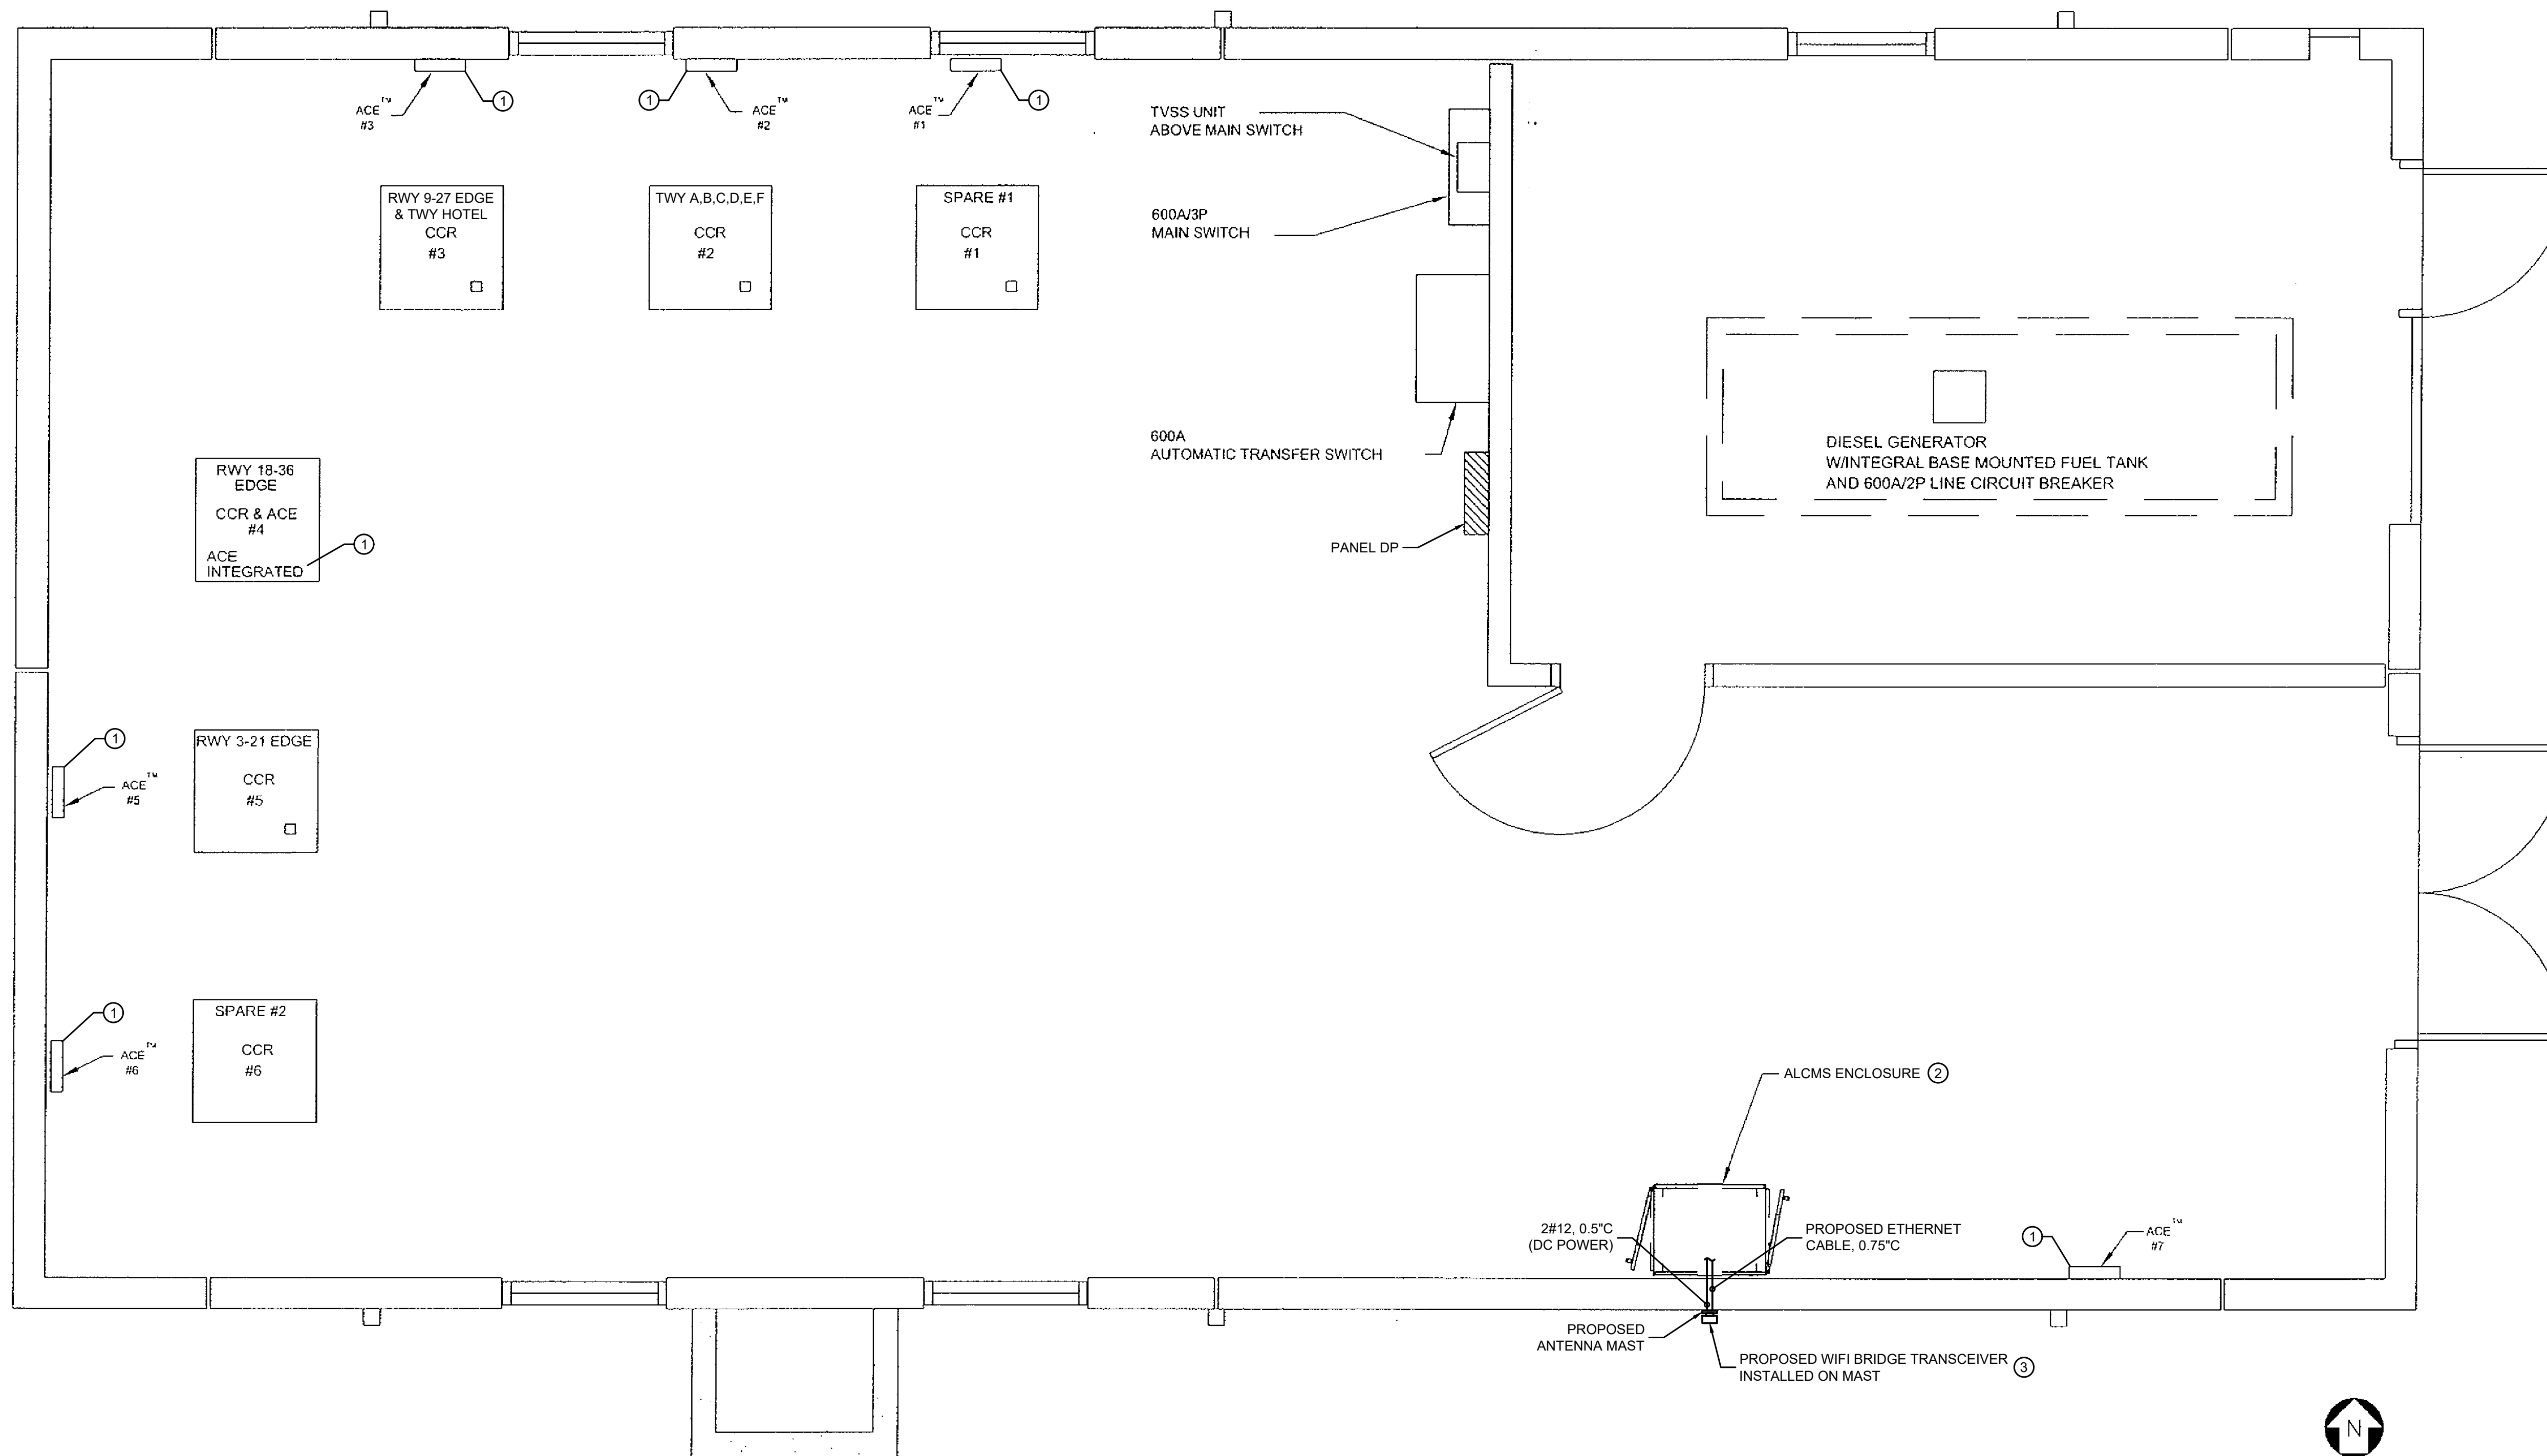 ACE™
#3
1
1
ACE™
#2
ACE™
#1
1
TVSS UNIT
ABOVE MAIN SWITCH
RWY 9-27 EDGE
& TWY HOTEL
CCR
#3
TWY A,B,C,D,E,F
CCR
#2
SPARE #1
CCR
#1
600A/3P
MAIN SWITCH
600A
AUTOMATIC TRANSFER SWITCH
DIESEL GENERATOR
W/INTEGRAL BASE MOUNTED FUEL TANK
AND 600A/2P LINE CIRCUIT BREAKER
RWY 18-36
EDGE
CCR & ACE
#4
ACE
INTEGRATED
1
PANEL DP
1
ACE™
#5
RWY 3-21 EDGE
CCR
#5
1
ACE™
#6
SPARE #2
CCR
#6
ALCMS ENCLOSURE 2
2#12, 0.5"C
(DC POWER)
PROPOSED ETHERNET
CABLE, 0.75"C
1
ACE™
#7
PROPOSED
ANTENNA MAST
PROPOSED WIFI BRIDGE TRANSCEIVER 3
INSTALLED ON MAST
N